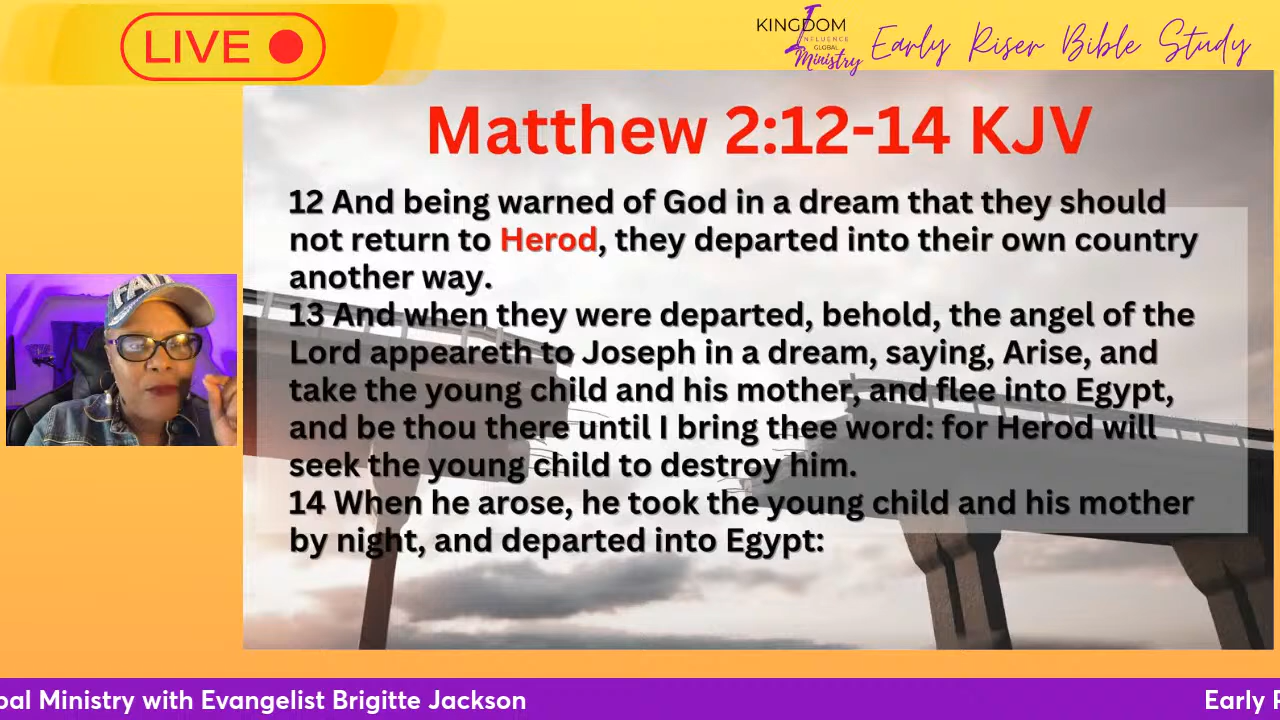 LIVE
KINGDOM
INFLUENCE
GLOBAL
Ministry
Early Riser Bible Study
Matthew 2:12-14 KJV
12 And being warned of God in a dream that they should
not return to Herod, they departed into their own country
another way.
13 And when they were departed, behold, the angel of the
Lord appeareth to Joseph in a dream, saying, Arise, and
take the young child and his mother, and flee into Egypt,
and be thou there until I bring thee word: for Herod will
seek the young child to destroy him.
14 When he arose, he took the young child and his mother
by night, and departed into Egypt:
Ministry with Evangelist Brigitte Jackson
Early